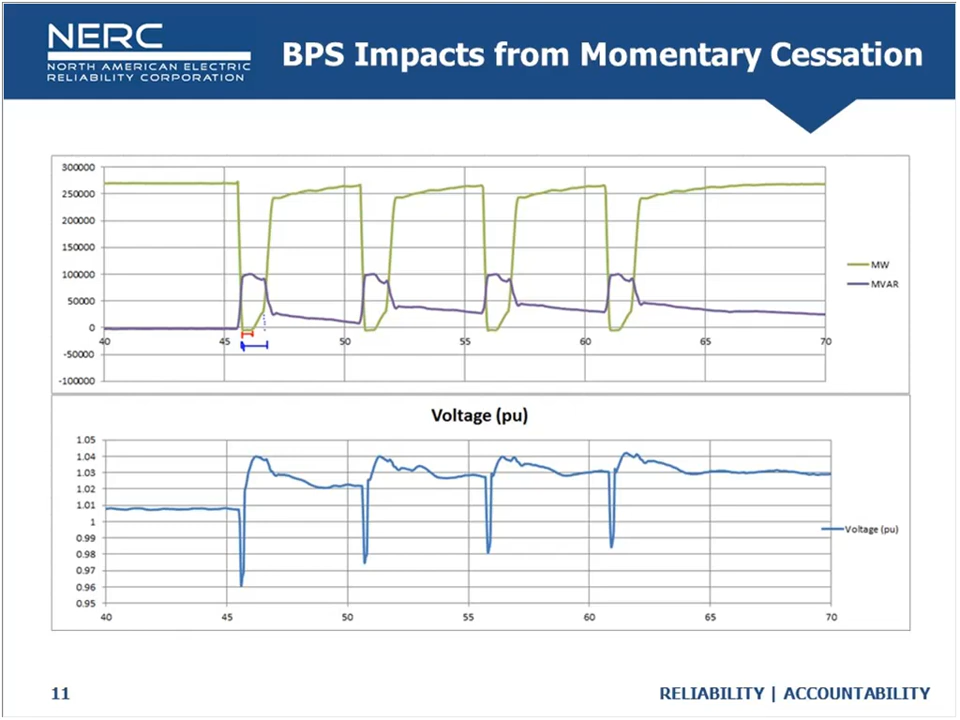 NERC
NORTH AMERICAN ELECTRIC
RELIABILITY CORPORATION
BPS Impacts from Momentary Cessation
300000
250000
200000
150000
100000
50000
0
-50000
-100000
40 45 50 55 60 65 70
MW
MVAR
Voltage (pu)
1.05
1.04
1.03
1.02
1.01
1
0.99
0.98
0.97
0.96
0.95
40 45 50 55 60 65 70
Voltage (pu)
11
RELIABILITY | ACCOUNTABILITY